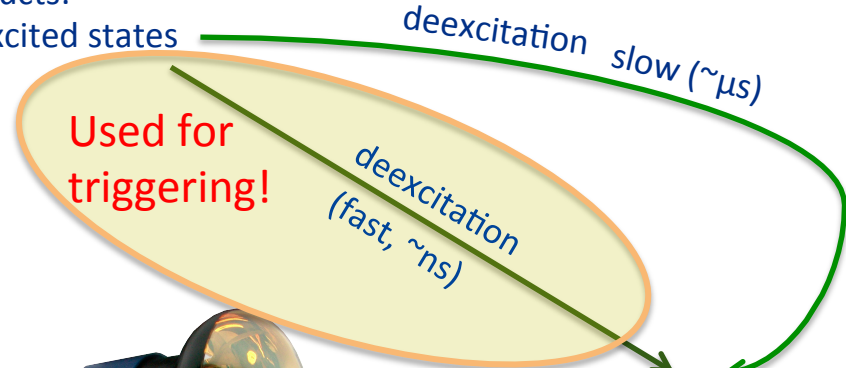 excited states
deexcitation slow (~μs)
Used for
triggering!
deexcitation
(fast, ~ns)